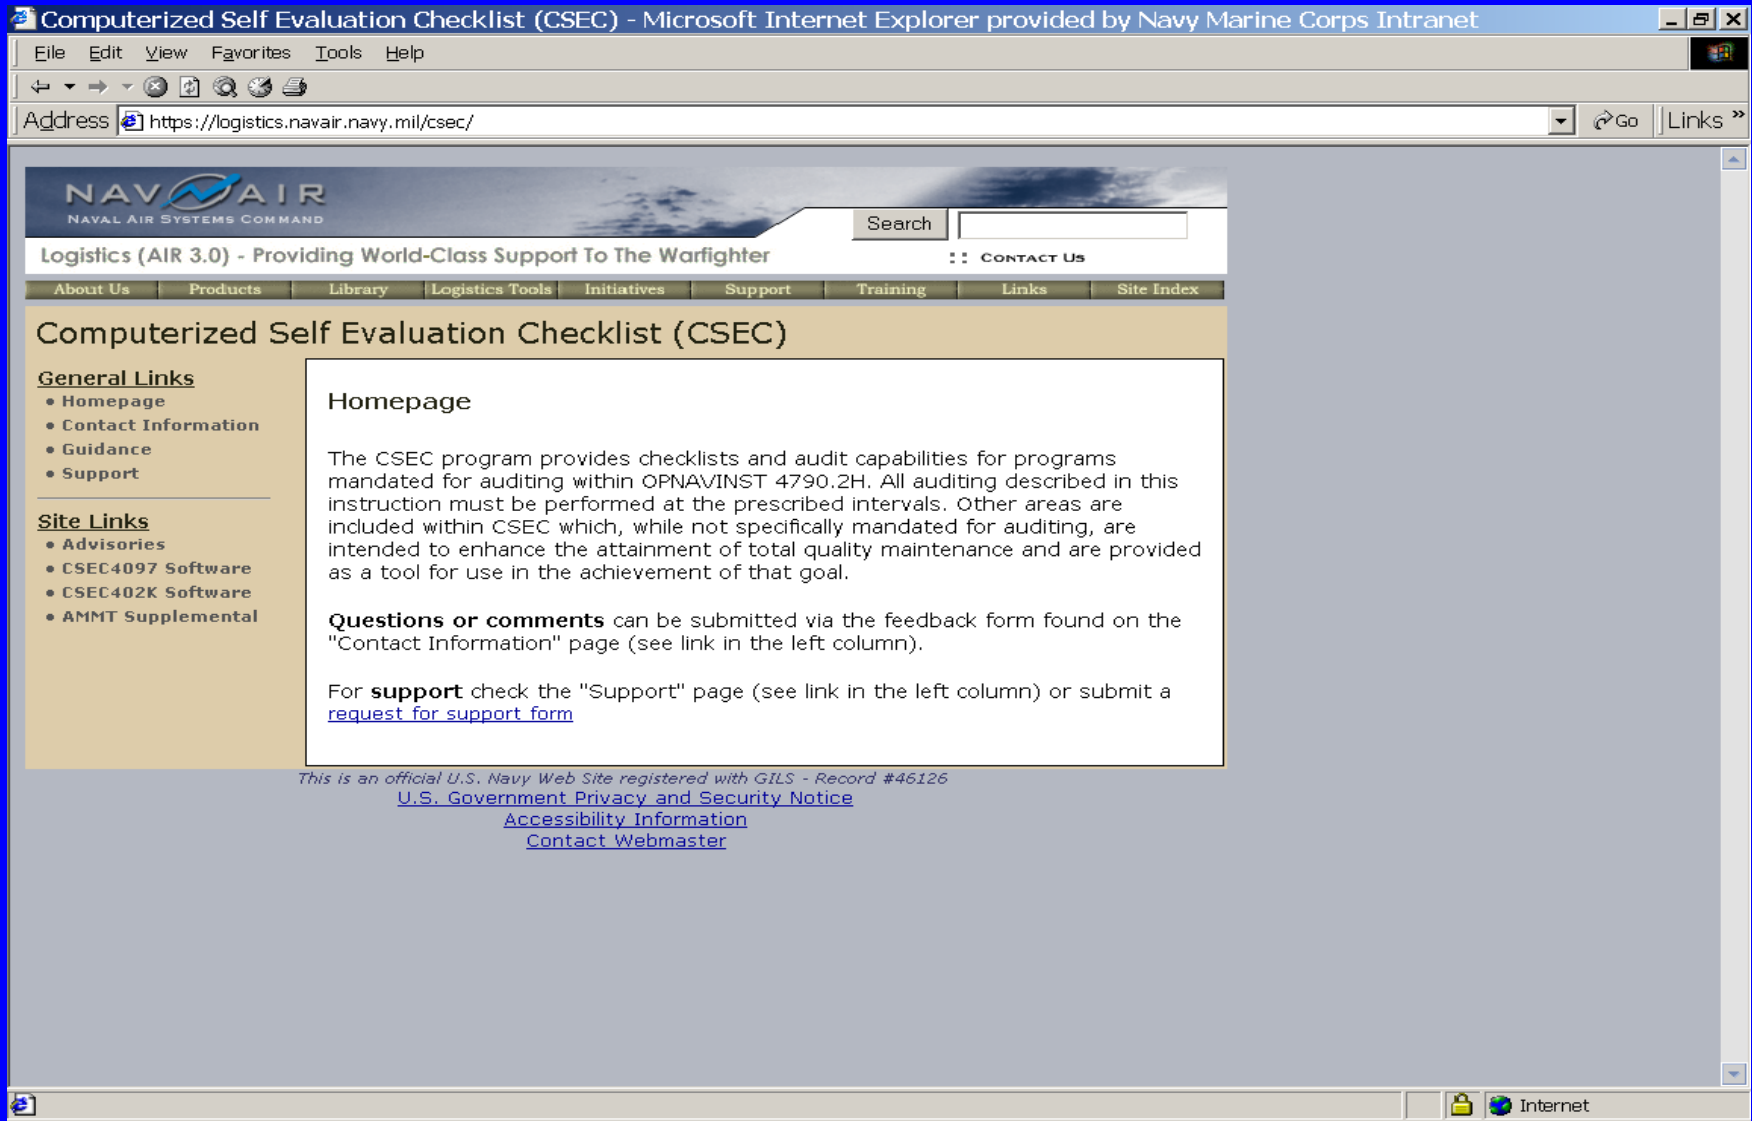 Computerized Self Evaluation Checklist (CSEC) - Microsoft Internet Explorer provided by Navy Marine Corps Intranet
File Edit View Favorites Tools Help
Address https://logistics.navair.navy.mil/csec/ Go Links »
NAVAIR
NAVAL AIR SYSTEMS COMMAND
Search
Logistics (AIR 3.0) - Providing World-Class Support To The Warfighter
:: CONTACT US
About Us Products Library Logistics Tools Initiatives Support Training Links Site Index
Computerized Self Evaluation Checklist (CSEC)
General Links
• Homepage
• Contact Information
• Guidance
• Support
Site Links
• Advisories
• CSEC4097 Software
• CSEC402K Software
• AMMT Supplemental
Homepage
The CSEC program provides checklists and audit capabilities for programs
mandated for auditing within OPNAVINST 4790.2H. All auditing described in this
instruction must be performed at the prescribed intervals. Other areas are
included within CSEC which, while not specifically mandated for auditing, are
intended to enhance the attainment of total quality maintenance and are provided
as a tool for use in the achievement of that goal.
Questions or comments can be submitted via the feedback form found on the
"Contact Information" page (see link in the left column).
For support check the "Support" page (see link in the left column) or submit a
request for support form
This is an official U.S. Navy Web Site registered with GILS - Record #46126
U.S. Government Privacy and Security Notice
Accessibility Information
Contact Webmaster
Internet